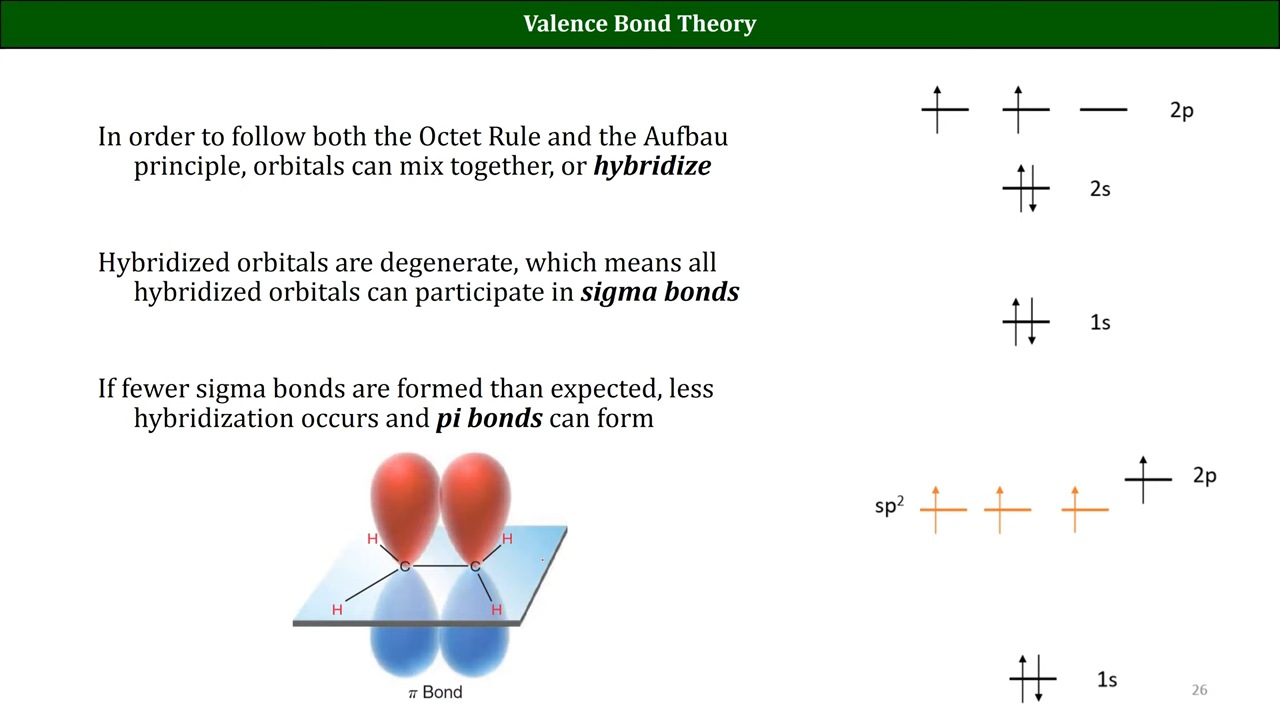 Valence Bond Theory
In order to follow both the Octet Rule and the Aufbau
principle, orbitals can mix together, or hybridize
Hybridized orbitals are degenerate, which means all
hybridized orbitals can participate in sigma bonds
If fewer sigma bonds are formed than expected, less
hybridization occurs and pi bonds can form
H
H
C
C
H
H
π Bond
2p
2s
1s
2p
sp²
1s
26